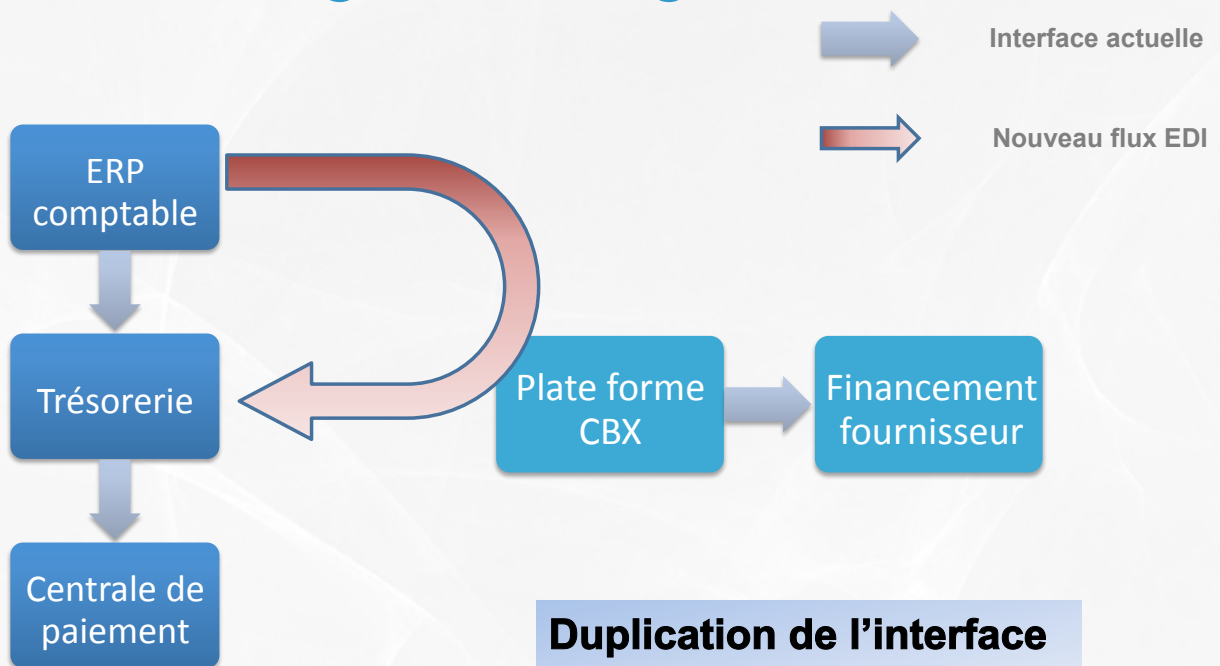 Interface actuelle
Nouveau flux EDI
ERP
comptable
Trésorerie
Plate forme
CBX
Financement
fournisseur
Centrale de
paiement
Duplication de l’interface